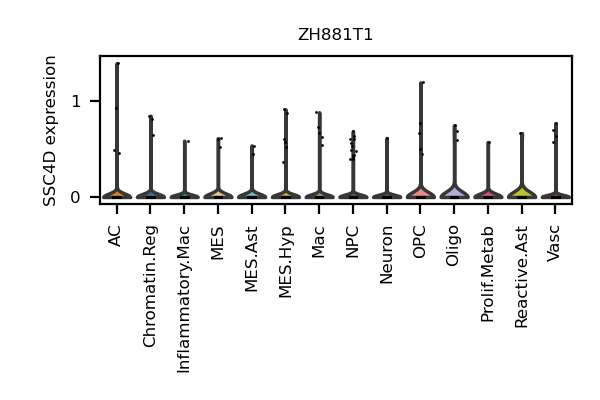 ZH881T1
SSC4D expression
1
0
AC
Chromatin.Reg
Inflammatory.Mac
MES
MES.Ast
MES.Hyp
Mac
NPC
Neuron
OPC
Oligo
Prolif.Metab
Reactive.Ast
Vasc